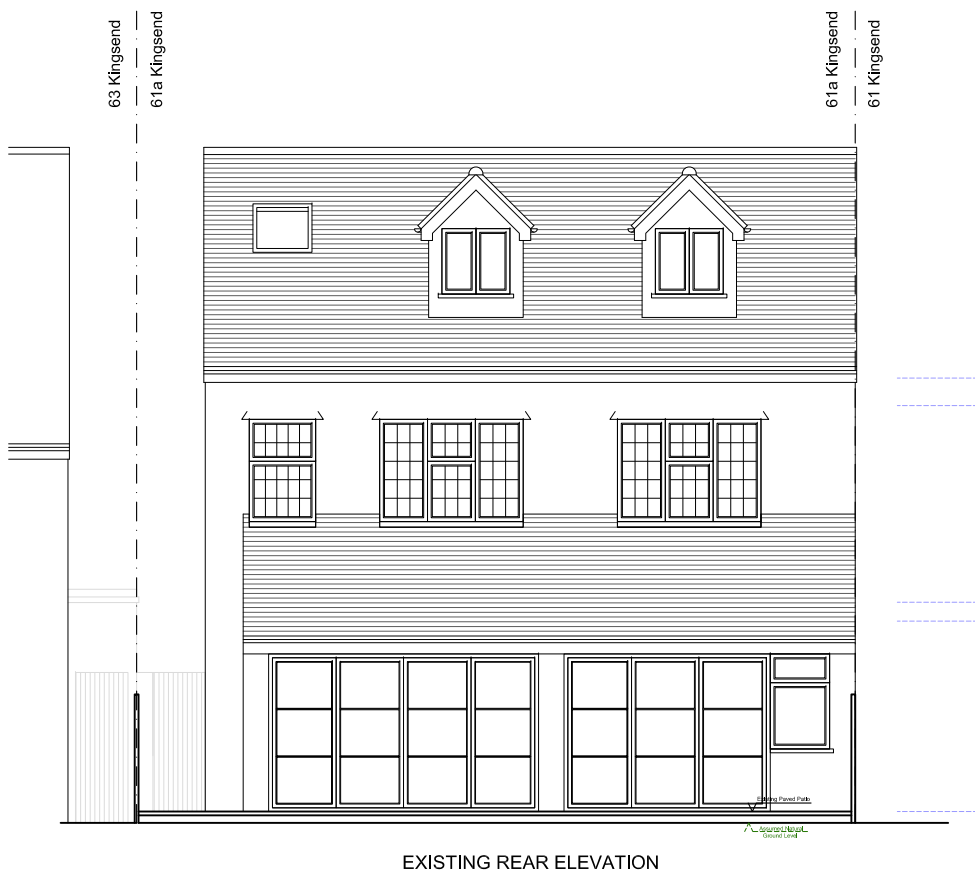 63 Kingsend
61a Kingsend
61a Kingsend
61 Kingsend
Existing Paved Patio
Assumed Natural
Ground Level
EXISTING REAR ELEVATION